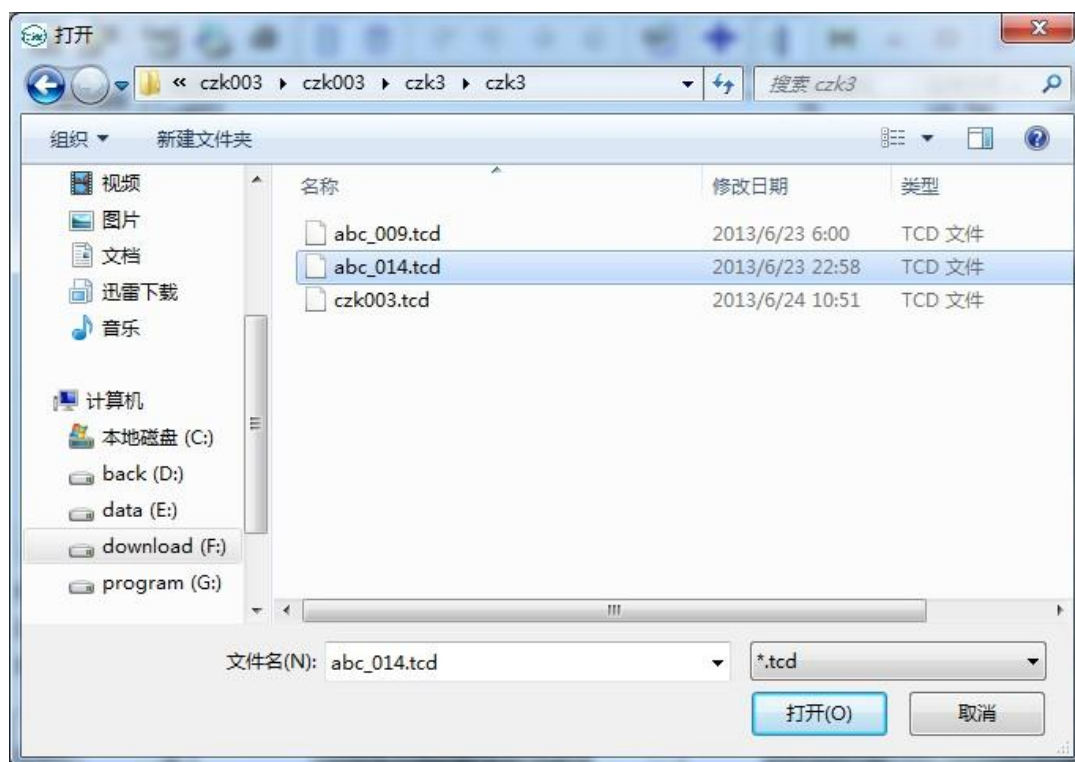 打开
« czk003 czk003 czk3 czk3 搜索 czk3
组织 新建文件夹
视频
图片
文档
迅雷下载
音乐
计算机
本地磁盘 (C:)
back (D:)
data (E:)
download (F:)
program (G:)
名称 修改日期 类型
abc_009.tcd 2013/6/23 6:00 TCD 文件
abc_014.tcd 2013/6/23 22:58 TCD 文件
czk003.tcd 2013/6/24 10:51 TCD 文件
文件名(N): abc_014.tcd *.tcd
打开(O) 取消